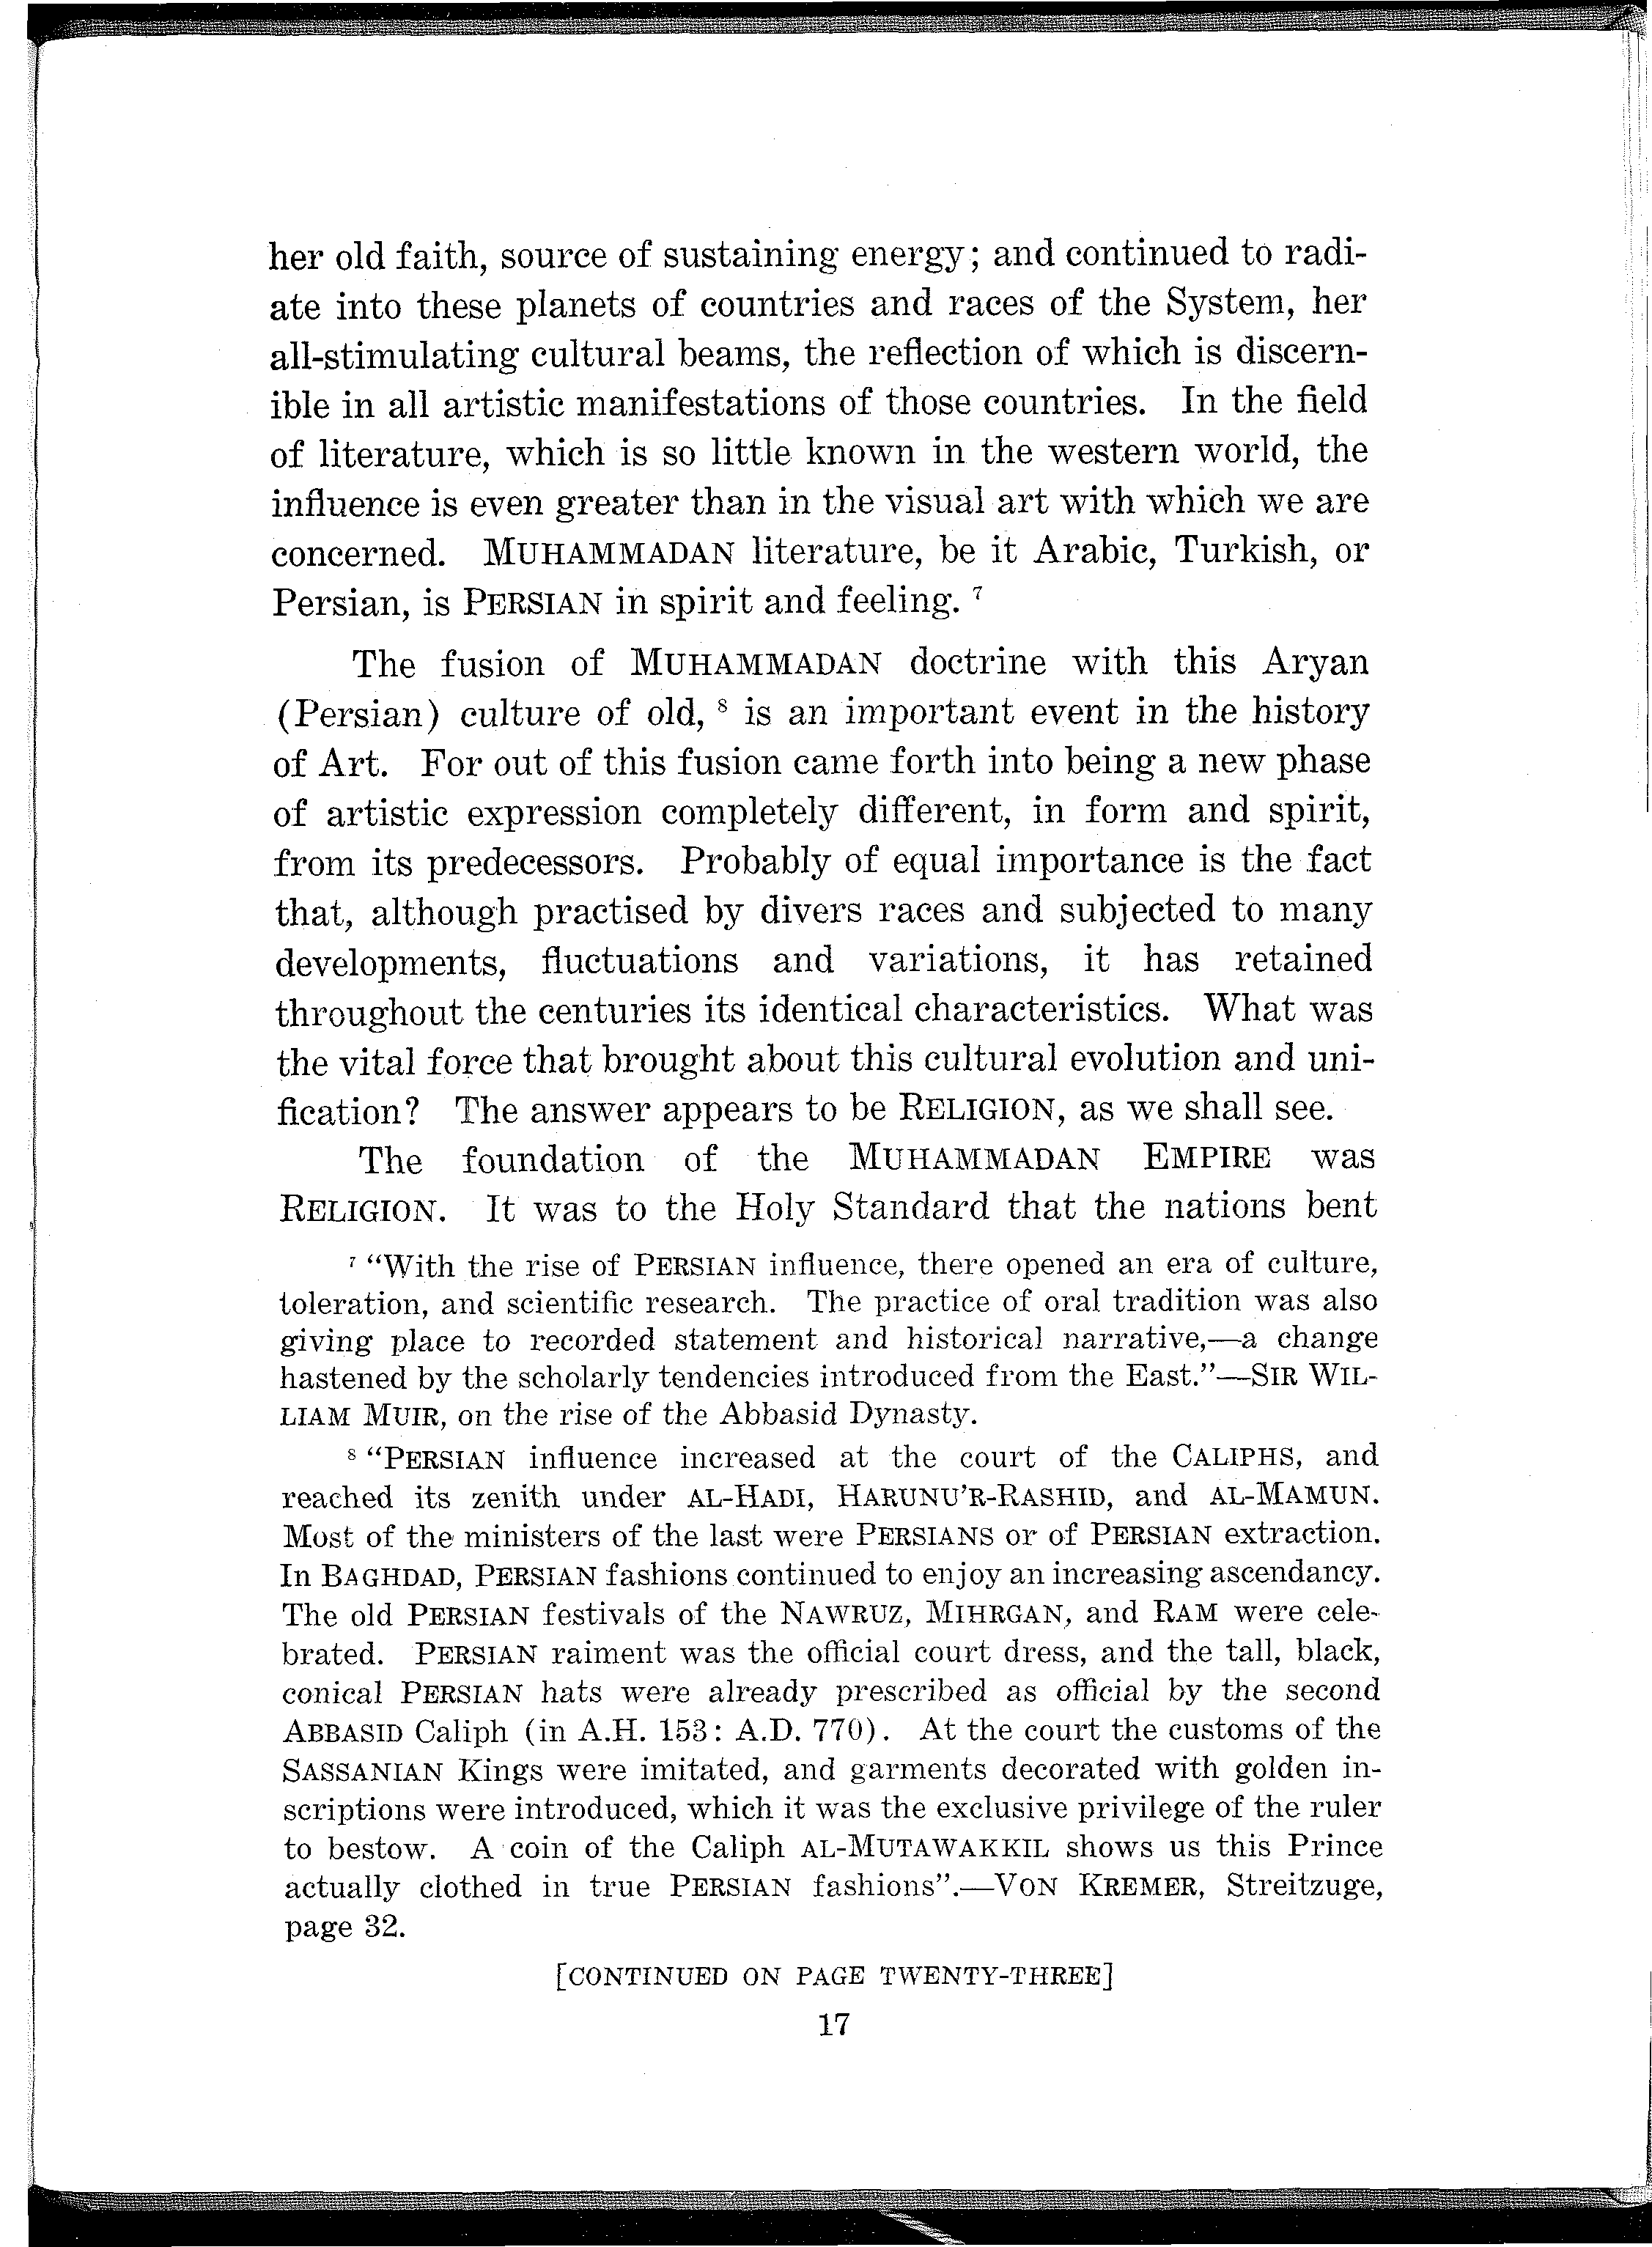 her old faith, source of sustaining energy; and continued to radi-
ate into these planets of countries and races of the System, her
all-stimulating cultural beams, the reflection of which is discern-
ible in all artistic manifestations of those countries. In the field
of literature, which is so little known in the western world, the
influence is even greater than in the visual art with which we are
concerned. MUHAMMADAN literature, be it Arabic, Turkish, or
Persian, is PERSIAN in spirit and feeling. 7
The fusion of MUHAMMADAN doctrine with this Aryan
(Persian) culture of old, 8 is an important event in the history
of Art. For out of this fusion came forth into being a new phase
of artistic expression completely different, in form and spirit,
from its predecessors. Probably of equal importance is the fact
that, although practised by divers races and subjected to many
developments, fluctuations and variations, it has retained
throughout the centuries its identical characteristics. What was
the vital force that brought about this cultural evolution and uni-
fication? The answer appears to be RELIGION, as we shall see.
The foundation of the MUHAMMADAN EMPIRE was
RELIGION. It was to the Holy Standard that the nations bent
7 "With the rise of PERSIAN influence, there opened an era of culture,
toleration, and scientific research. The practice of oral tradition was also
giving place to recorded statement and historical narrative,—a change
hastened by the scholarly tendencies introduced from the East."—SIR WIL-
LIAM MUIR, on the rise of the Abbasid Dynasty.
8 "PERSIAN influence increased at the court of the CALIPHS, and
reached its zenith under AL-HADI, HARUNU'R-RASHID, and AL-MAMUN.
Most of the ministers of the last were PERSIANS or of PERSIAN extraction.
In BAGHDAD, PERSIAN fashions continued to enjoy an increasing ascendancy.
The old PERSIAN festivals of the NAWRUZ, MIHRGAN, and RAM were cele-
brated. PERSIAN raiment was the official court dress, and the tall, black,
conical PERSIAN hats were already prescribed as official by the second
ABBASID Caliph (in A.H. 153: A.D. 770). At the court the customs of the
SASSANIAN Kings were imitated, and garments decorated with golden in-
scriptions were introduced, which it was the exclusive privilege of the ruler
to bestow. A coin of the Caliph AL-MUTAWAKKIL shows us this Prince
actually clothed in true PERSIAN fashions".—VON KREMER, Streitzuge,
page 32.
[CONTINUED ON PAGE TWENTY-THREE]
17